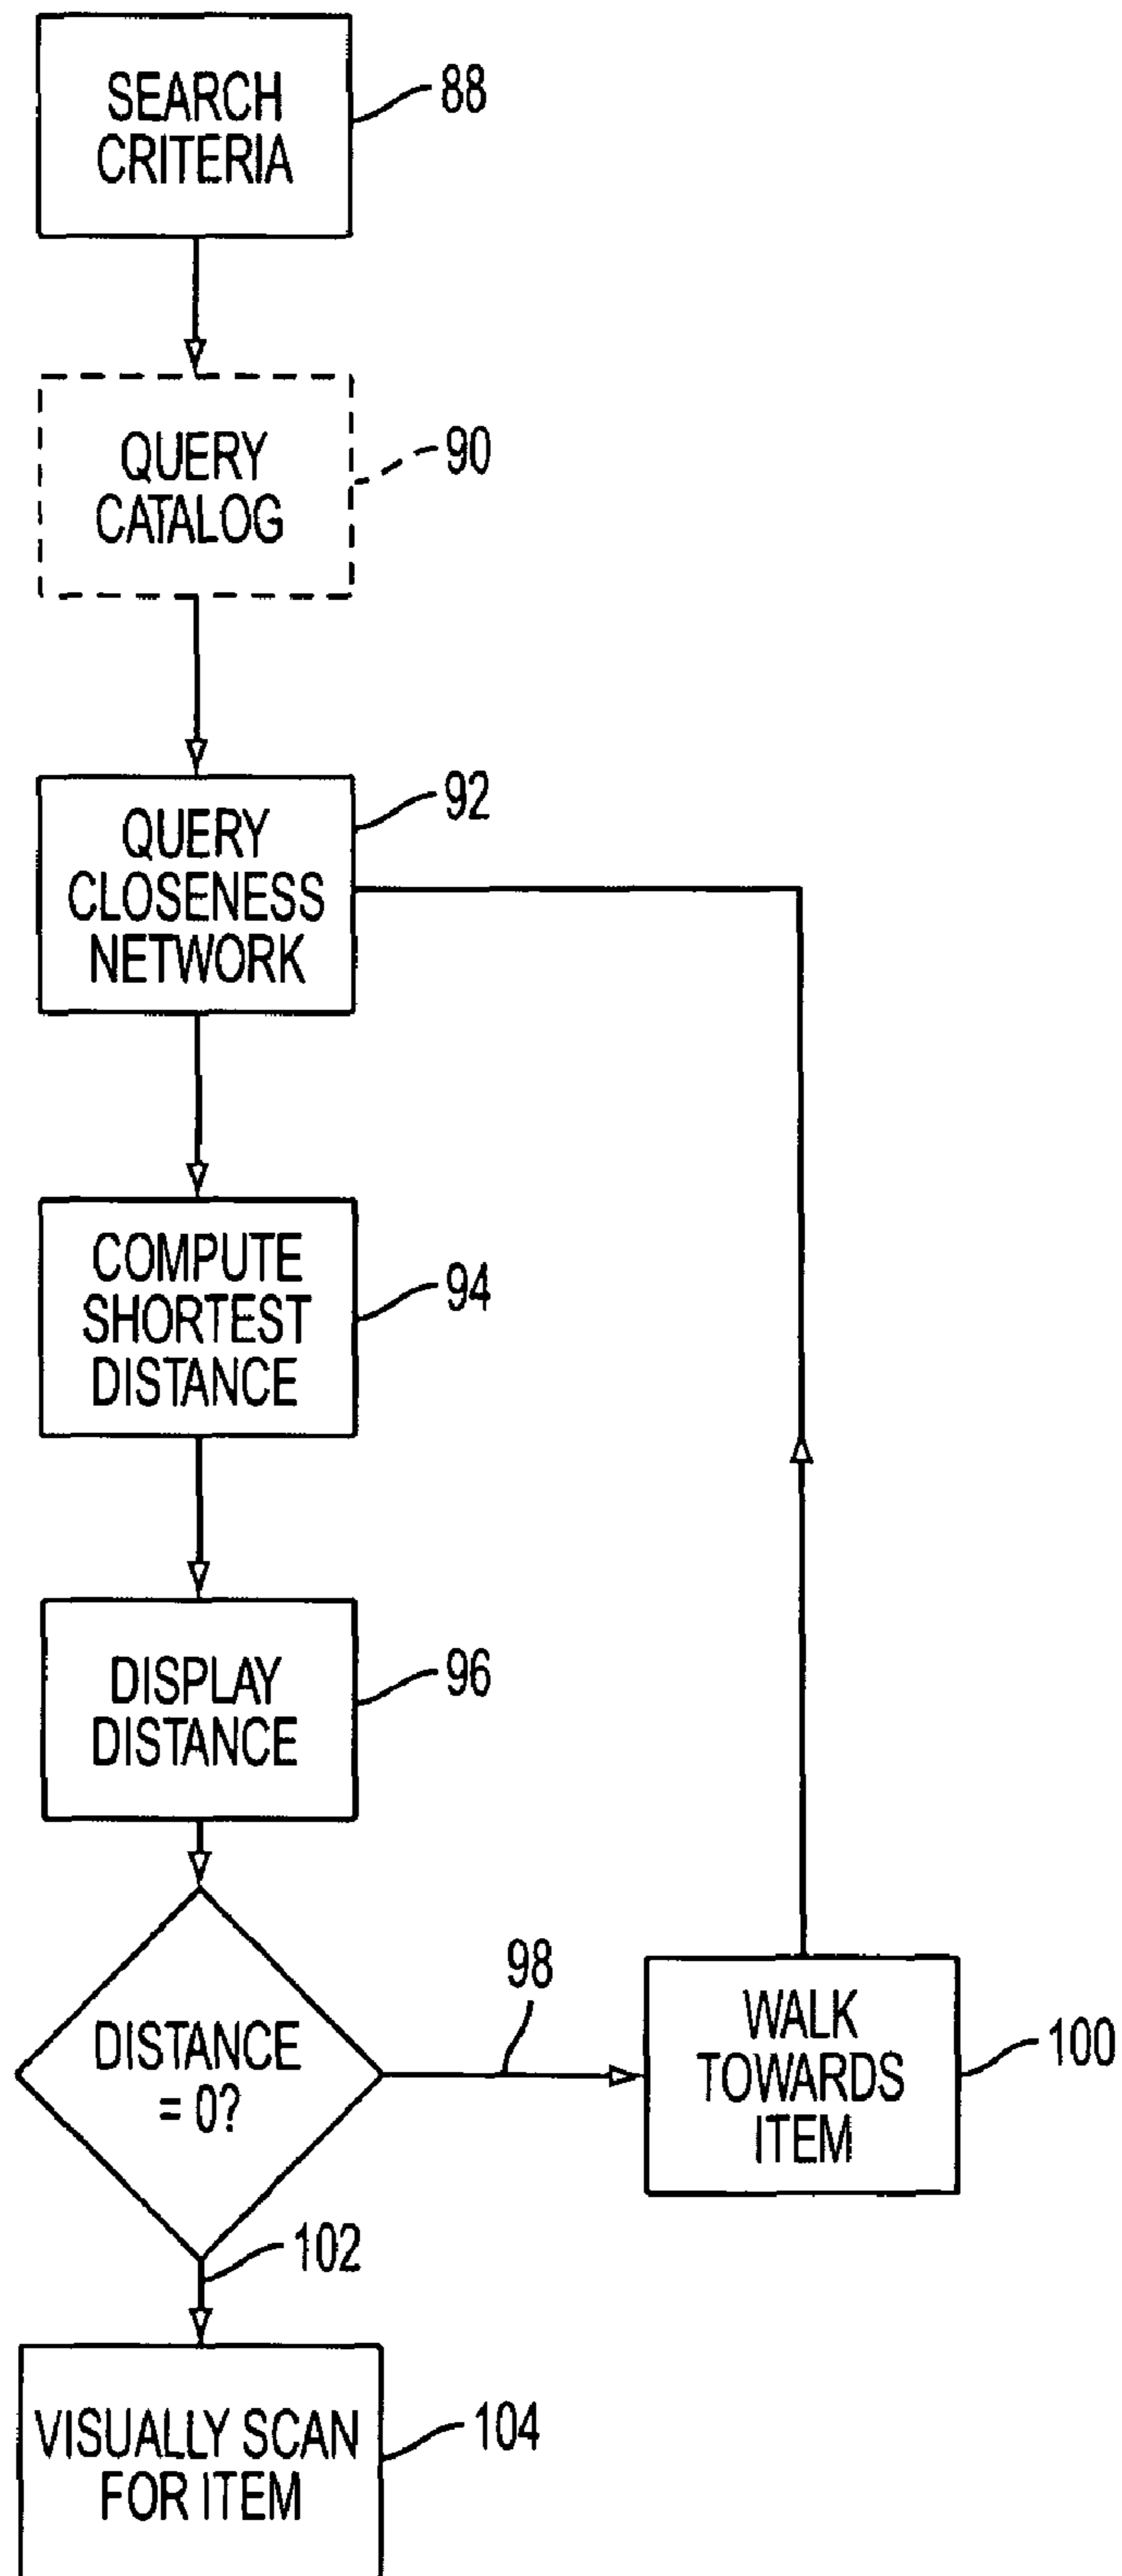 SEARCH
CRITERIA
88
QUERY
CATALOG
90
QUERY
CLOSENESS
NETWORK
92
COMPUTE
SHORTEST
DISTANCE
94
DISPLAY
DISTANCE
96
DISTANCE
= 0?
98
WALK
TOWARDS
ITEM
100
102
VISUALLY SCAN
FOR ITEM
104